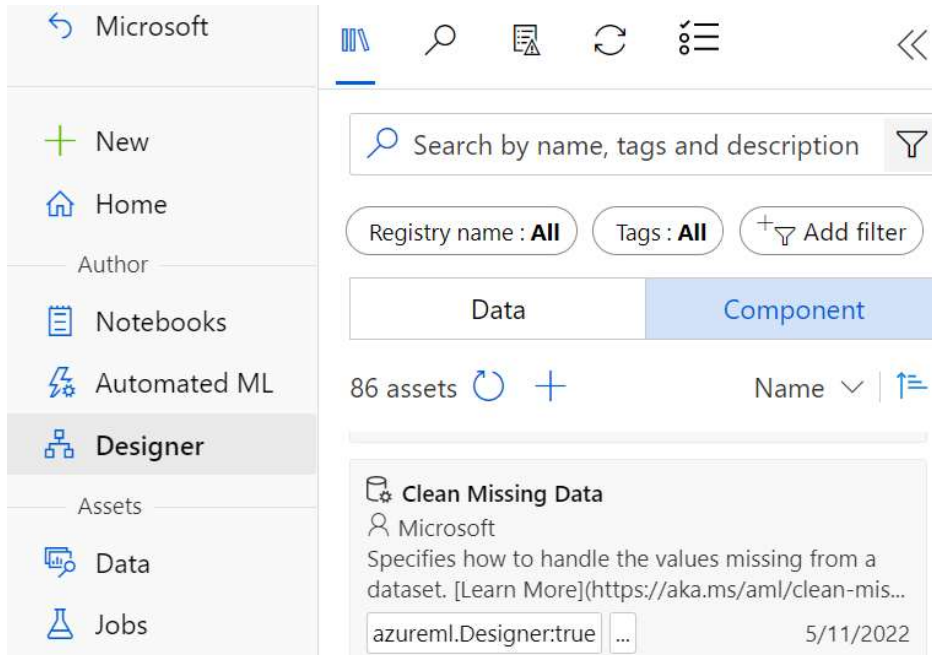 Microsoft
New
Home
Author
Notebooks
Automated ML
Designer
Assets
Data
Jobs
Search by name, tags and description
Registry name : All
Tags : All
Add filter
Data
Component
86 assets
Name
Clean Missing Data
Microsoft
Specifies how to handle the values missing from a
dataset. [Learn More](https://aka.ms/aml/clean-mis...
azureml.Designer:true
...
5/11/2022